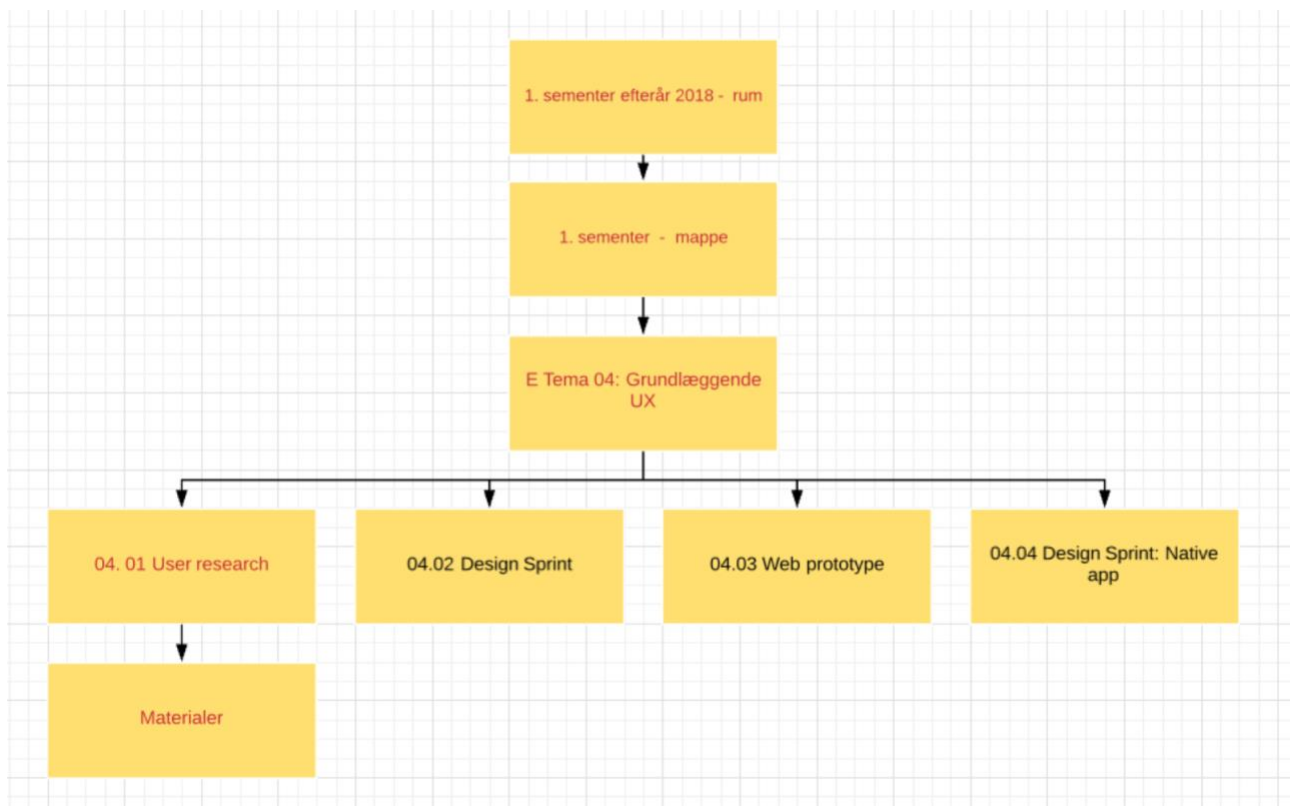 1. sementer efterår 2018 - rum
1. sementer - mappe
E Tema 04: Grundlæggende
UX
04. 01 User research
04.02 Design Sprint
04.03 Web prototype
04.04 Design Sprint: Native
app
Materialer